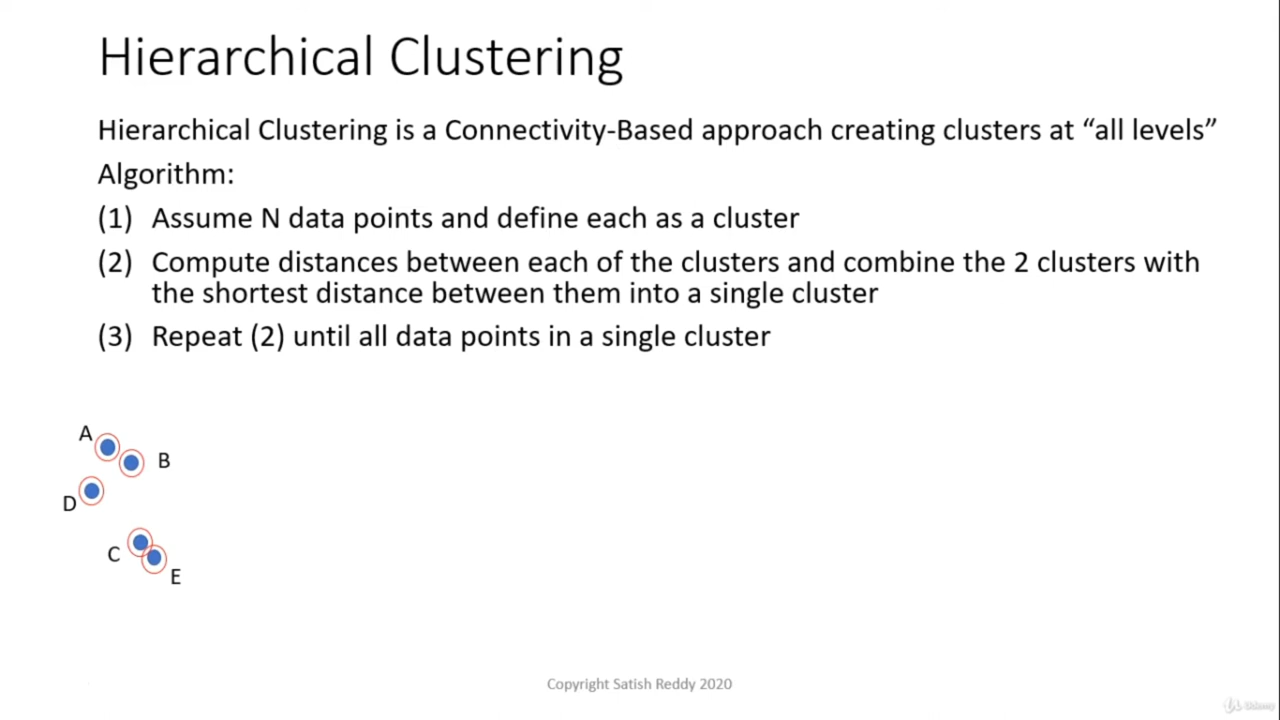 Hierarchical Clustering
Hierarchical Clustering is a Connectivity-Based approach creating clusters at “all levels”
Algorithm:
(1) Assume N data points and define each as a cluster
(2) Compute distances between each of the clusters and combine the 2 clusters with
the shortest distance between them into a single cluster
(3) Repeat (2) until all data points in a single cluster
A
B
D
C
E
Copyright Satish Reddy 2020
Udemy